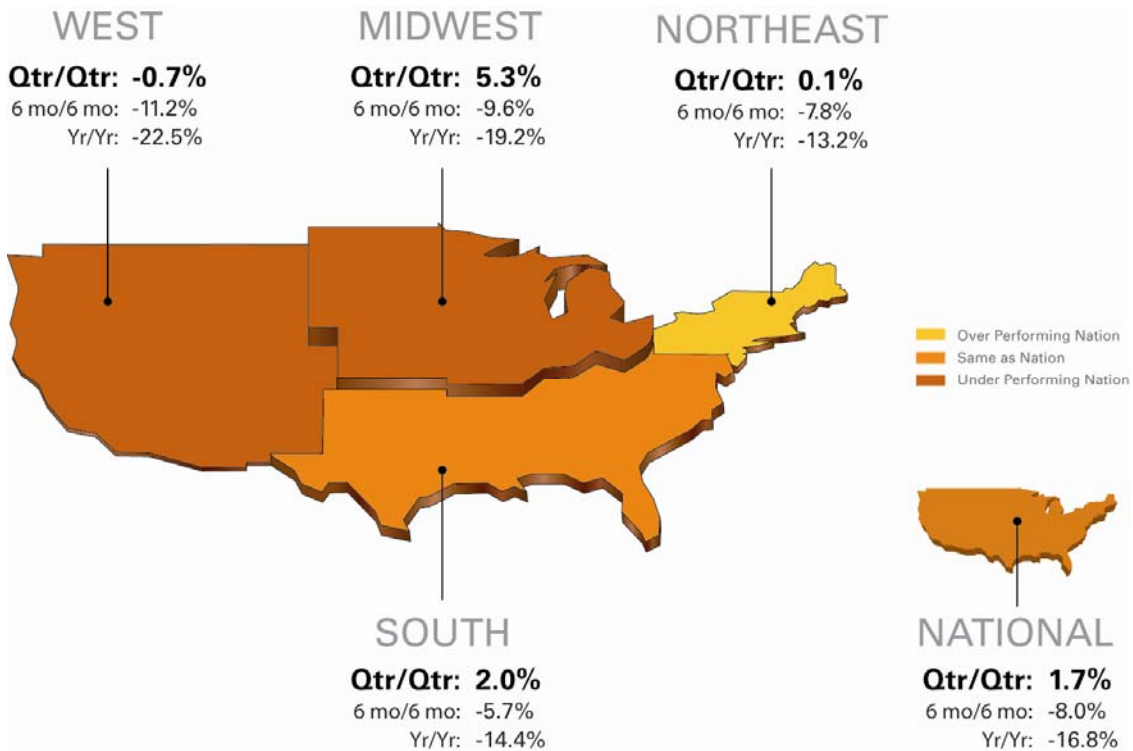 WEST
Qtr/Qtr: -0.7%
6 mo/6 mo: -11.2%
Yr/Yr: -22.5%
MIDWEST
Qtr/Qtr: 5.3%
6 mo/6 mo: -9.6%
Yr/Yr: -19.2%
NORTHEAST
Qtr/Qtr: 0.1%
6 mo/6 mo: -7.8%
Yr/Yr: -13.2%
Over Performing Nation
Same as Nation
Under Performing Nation
SOUTH
Qtr/Qtr: 2.0%
6 mo/6 mo: -5.7%
Yr/Yr: -14.4%
NATIONAL
Qtr/Qtr: 1.7%
6 mo/6 mo: -8.0%
Yr/Yr: -16.8%